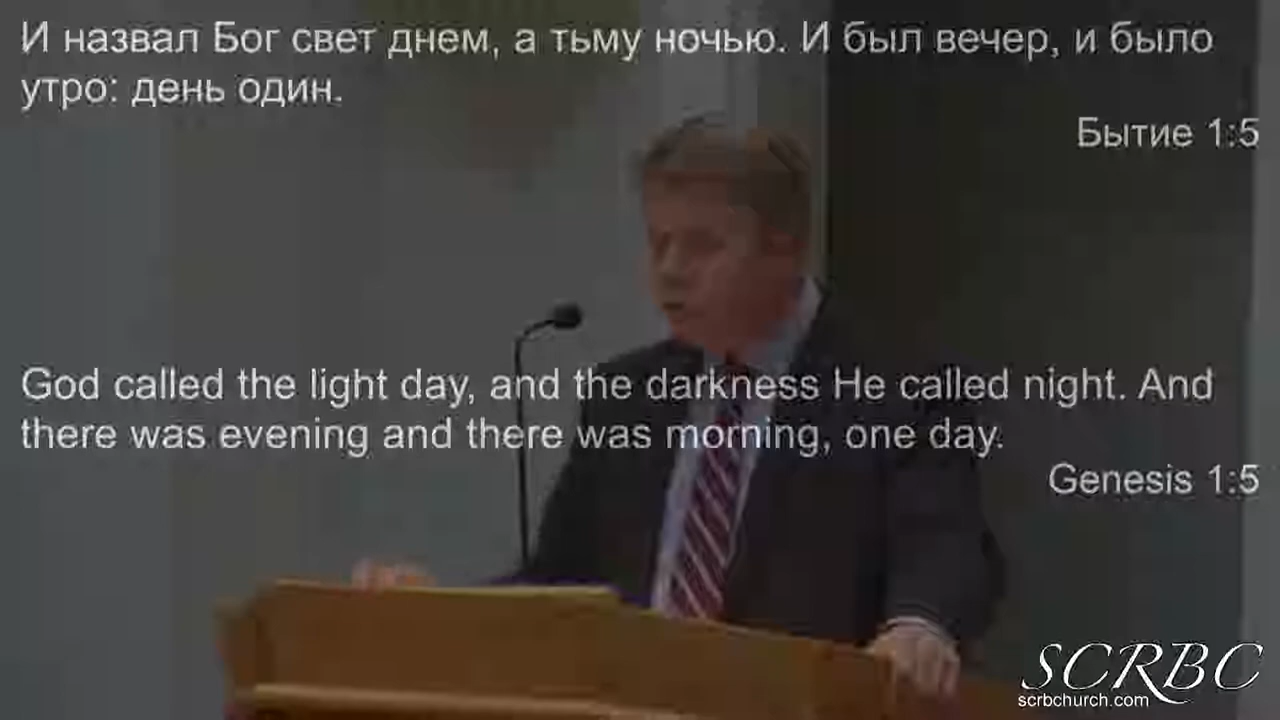 И назвал Бог свет днем, а тьму ночью. И был вечер, и было
утро: день один.
Бытие 1:5
God called the light day, and the darkness He called night. And
there was evening and there was morning, one day.
Genesis 1:5
SCRBC
scrbchurch.com